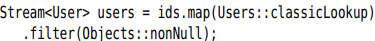 Stream<User> users = ids.map(Users::classicLookup)
.filter(Objects::nonNull);